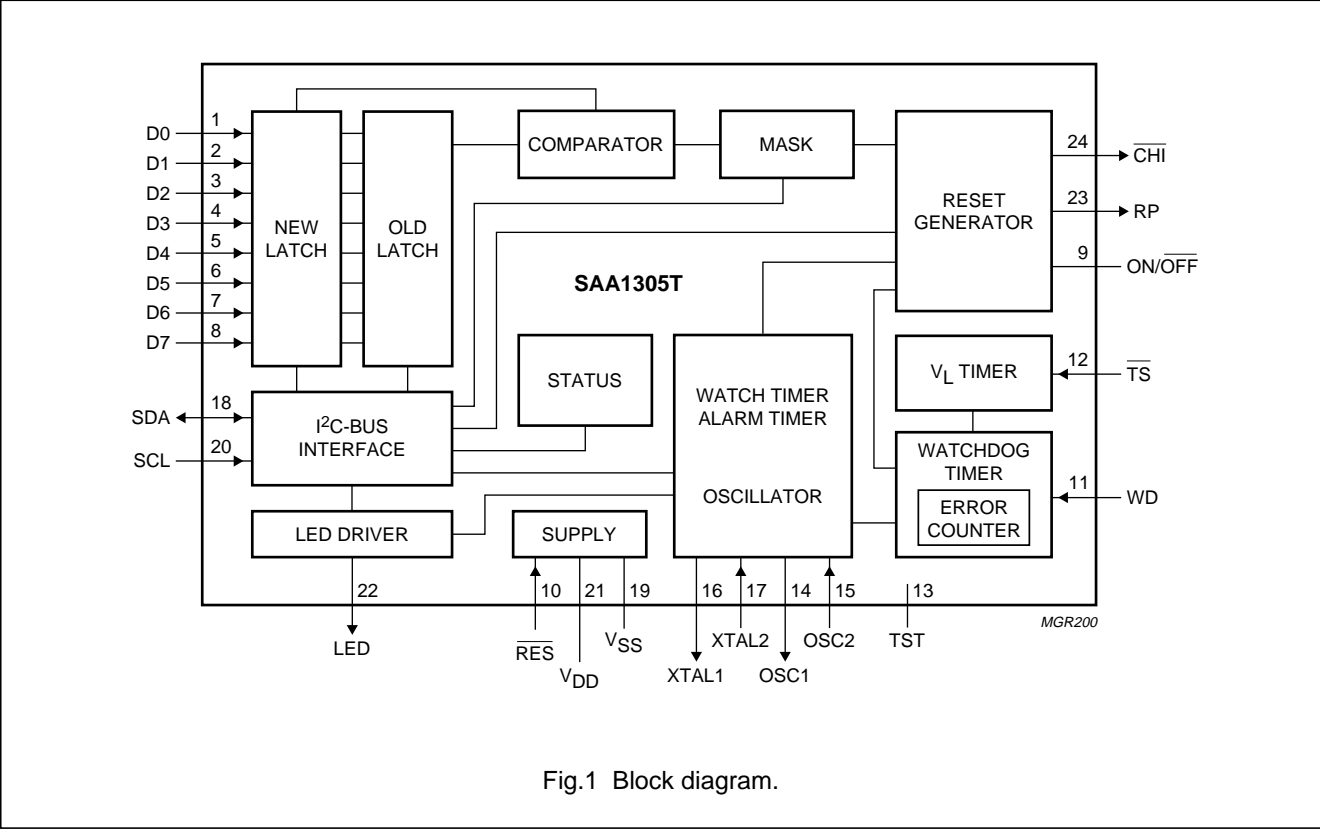 D0 1
D1 2
D2 3
D3 4
D4 5
D5 6
D6 7
D7 8
SDA 18
SCL 20
NEW
LATCH
OLD
LATCH
COMPARATOR
MASK
RESET
GENERATOR
24 C̅H̅I̅
23 RP
9 ON/O̅F̅F̅
SAA1305T
STATUS
WATCH TIMER
ALARM TIMER
OSCILLATOR
V_L TIMER
12 T̅S̅
WATCHDOG
TIMER
ERROR
COUNTER
11 WD
I²C-BUS
INTERFACE
LED DRIVER
SUPPLY
22
LED
10
R̅E̅S̅
21
V_DD
19
V_SS
16
XTAL1
17
XTAL2
14
OSC1
15
OSC2
13
TST
MGR200
Fig.1 Block diagram.